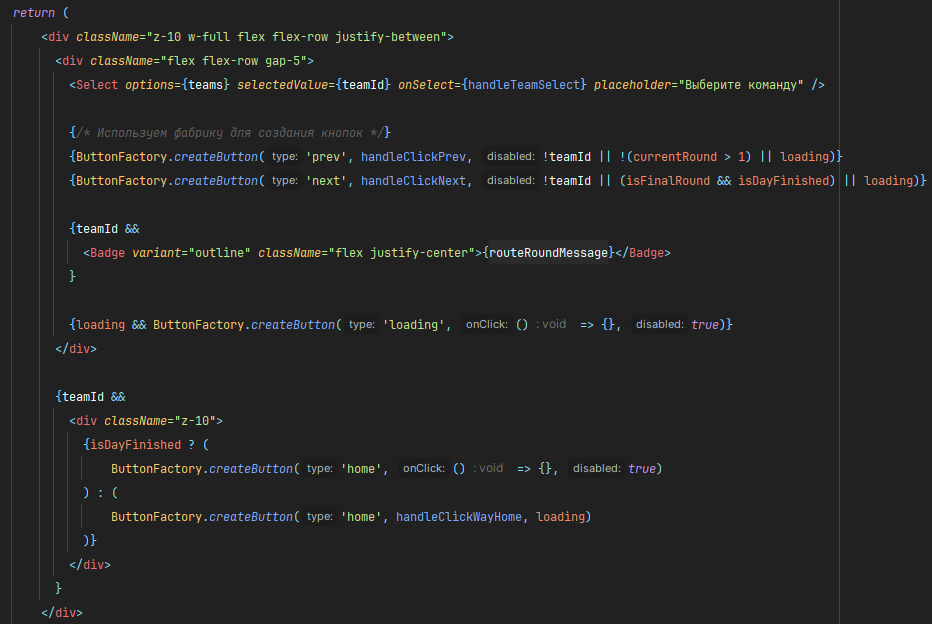 return (
<div className="z-10 w-full flex flex-row justify-between">
<div className="flex flex-row gap-5">
<Select options={teams} selectedValue={teamId} onSelect={handleTeamSelect} placeholder="Выберите команду" />
{/* Используем фабрику для создания кнопок */}
{ButtonFactory.createButton( type: 'prev', handleClickPrev, disabled: !teamId || !(currentRound > 1) || loading)}
{ButtonFactory.createButton( type: 'next', handleClickNext, disabled: !teamId || (isFinalRound && isDayFinished) || loading)}
{teamId &&
<Badge variant="outline" className="flex justify-center">{routeRoundMessage}</Badge>
}
{loading && ButtonFactory.createButton( type: 'loading', onClick: () : void => {}, disabled: true)}
</div>
{teamId &&
<div className="z-10">
{isDayFinished ? (
ButtonFactory.createButton( type: 'home', onClick: () : void => {}, disabled: true)
) : (
ButtonFactory.createButton( type: 'home', handleClickWayHome, loading)
)}
</div>
}
</div>